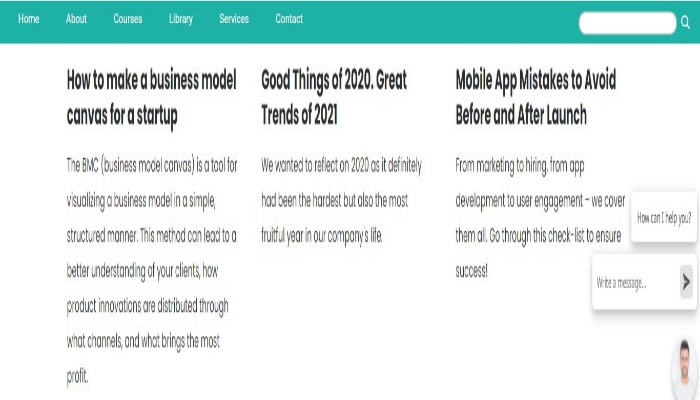 Home About Courses Library Services Contact
How to make a business model
canvas for a startup
The BMC (business model canvas) is a tool for
visualizing a business model in a simple,
structured manner. This method can lead to a
better understanding of your clients, how
product innovations are distributed through
what channels, and what brings the most
profit.
Good Things of 2020. Great
Trends of 2021
We wanted to reflect on 2020 as it definitely
had been the hardest but also the most
fruitful year in our company's life.
Mobile App Mistakes to Avoid
Before and After Launch
From marketing to hiring, from app
development to user engagement – we cover
them all. Go through this check-list to ensure
success!
How can I help you?
Write a message...